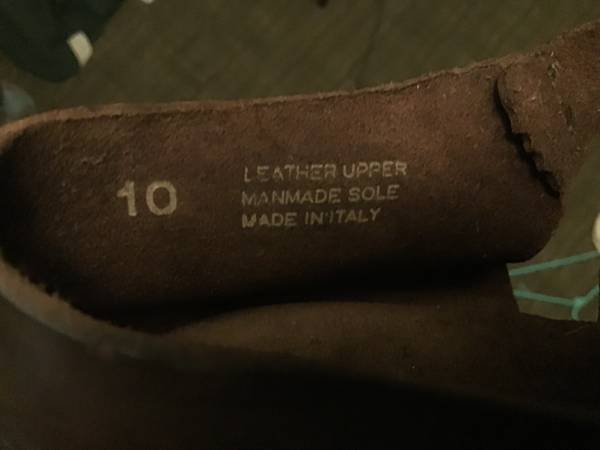 10
LEATHER UPPER
MANMADE SOLE
MADE IN ITALY